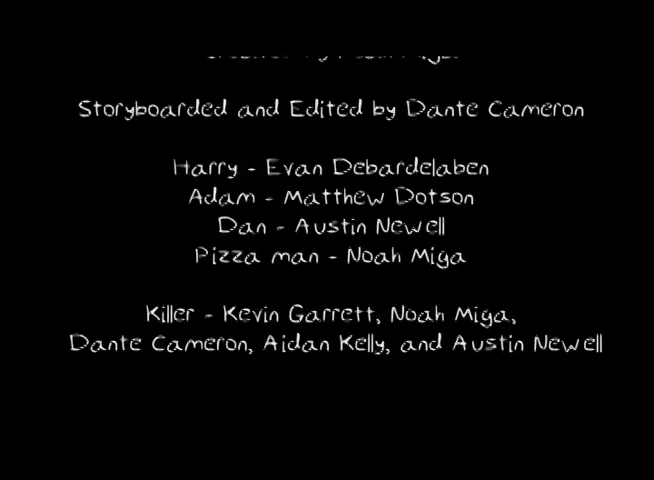 Storyboarded and Edited by Dante Cameron
Harry - Evan Debardelaben
Adam - Matthew Dotson
Dan - Austin Newell
Pizza man - Noah Miga
Killer - Kevin Garrett, Noah Miga,
Dante Cameron, Aidan Kelly, and Austin Newell